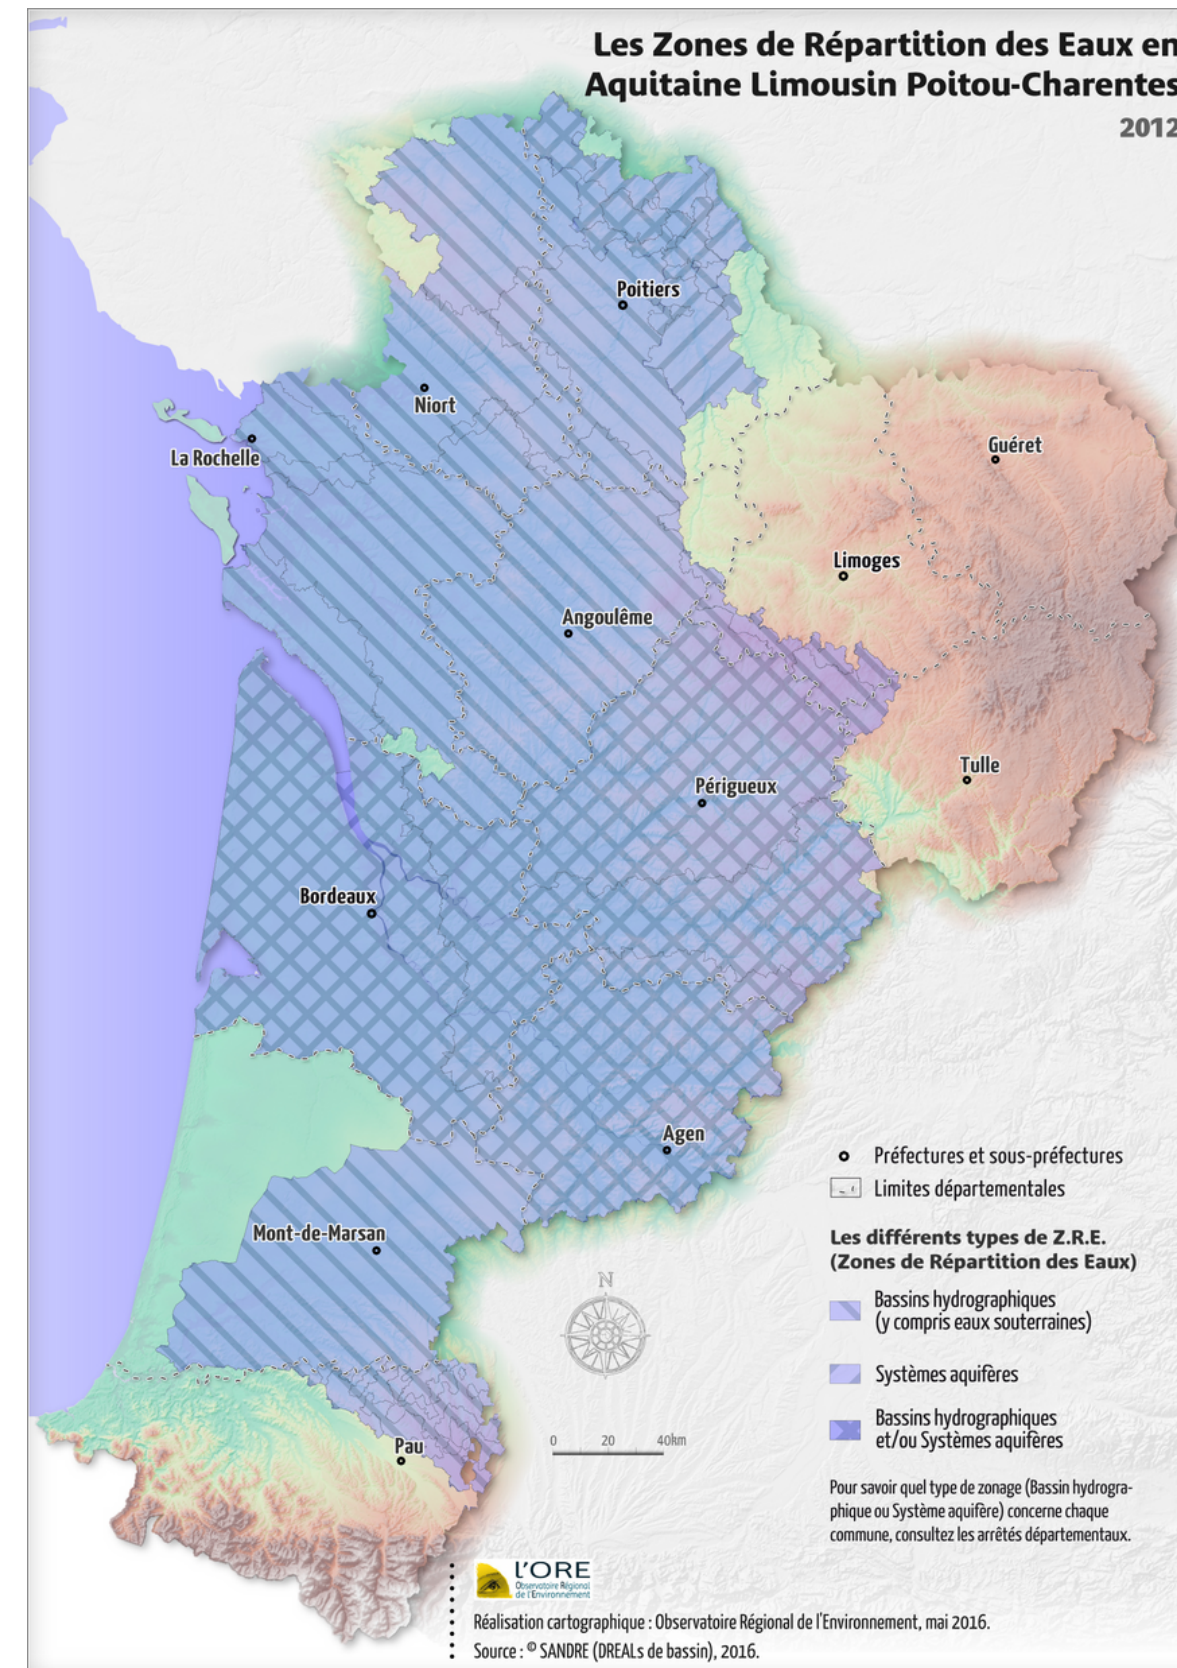 Les Zones de Répartition des Eaux en
Aquitaine Limousin Poitou-Charentes
2012
Poitiers
Niort
La Rochelle
Guéret
Limoges
Angoulême
Tulle
Périgueux
Bordeaux
Agen
Mont-de-Marsan
Pau
N
0 20 40km
Préfectures et sous-préfectures
Limites départementales
Les différents types de Z.R.E.
(Zones de Répartition des Eaux)
Bassins hydrographiques
(y compris eaux souterraines)
Systèmes aquifères
Bassins hydrographiques
et/ou Systèmes aquifères
Pour savoir quel type de zonage (Bassin hydrogra-
phique ou Système aquifère) concerne chaque
commune, consultez les arrêtés départementaux.
L'ORE
Observatoire Régional
de l'Environnement
Réalisation cartographique : Observatoire Régional de l'Environnement, mai 2016.
Source : © SANDRE (DREALs de bassin), 2016.